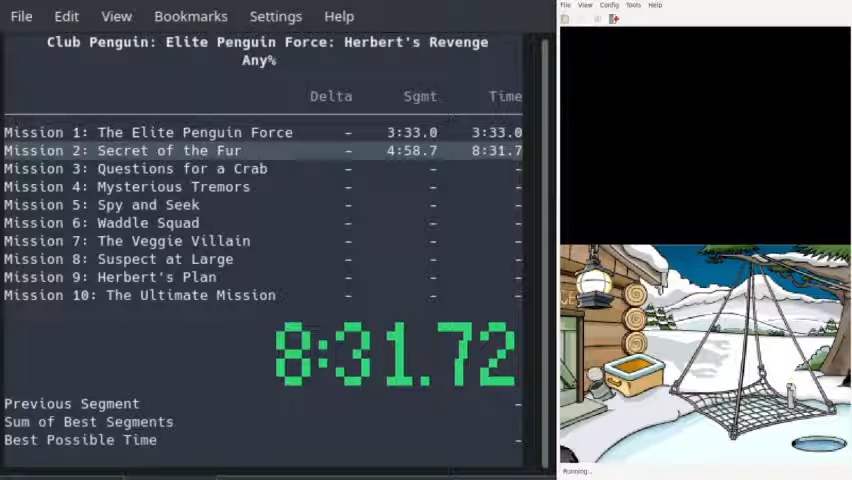 File Edit View Bookmarks Settings Help
Club Penguin: Elite Penguin Force: Herbert's Revenge
Any%
Delta Sgmt Time
Mission 1: The Elite Penguin Force - 3:33.0 3:33.0
Mission 2: Secret of the Fur - 4:58.7 8:31.7
Mission 3: Questions for a Crab - - -
Mission 4: Mysterious Tremors - - -
Mission 5: Spy and Seek - - -
Mission 6: Waddle Squad - - -
Mission 7: The Veggie Villain - - -
Mission 8: Suspect at Large - - -
Mission 9: Herbert's Plan - - -
Mission 10: The Ultimate Mission - - -
8:31.72
Previous Segment -
Sum of Best Segments
Best Possible Time -
File View Config Tools Help
Running...